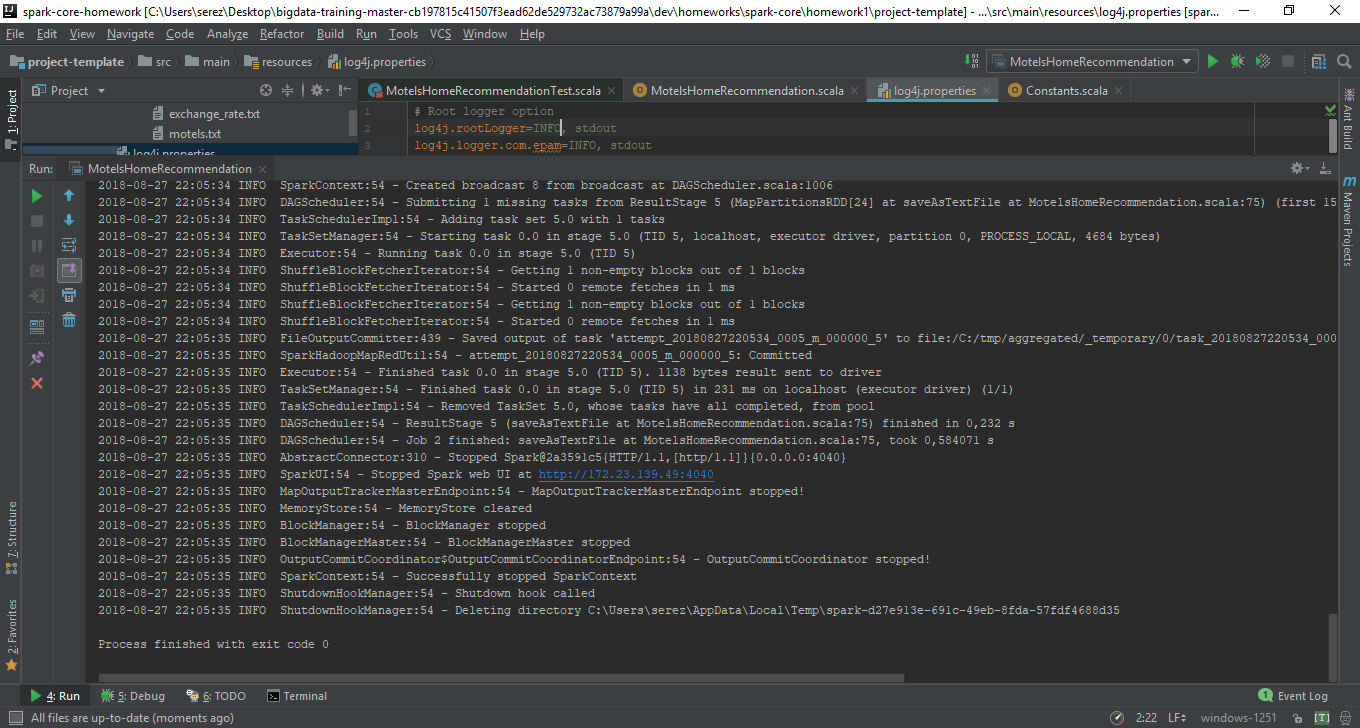 spark-core-homework [C:\Users\serez\Desktop\bigdata-training-master-cb197815c41507f3ead62de529732ac73879a99a\dev\homeworks\spark-core\homework1\project-template] - ...\src\main\resources\log4j.properties [spar...
File Edit View Navigate Code Analyze Refactor Build Run Tools VCS Window Help
project-template src main resources log4j.properties MotelsHomeRecommendation
Project MotelsHomeRecommendationTest.scala MotelsHomeRecommendation.scala log4j.properties Constants.scala
exchange_rate.txt
motels.txt
log4j.properties
1 # Root logger option
2 log4j.rootLogger=INFO, stdout
3 log4j.logger.com.epam=INFO, stdout
Run: MotelsHomeRecommendation
2018-08-27 22:05:34 INFO SparkContext:54 - Created broadcast 8 from broadcast at DAGScheduler.scala:1006
2018-08-27 22:05:34 INFO DAGScheduler:54 - Submitting 1 missing tasks from ResultStage 5 (MapPartitionsRDD[24] at saveAsTextFile at MotelsHomeRecommendation.scala:75) (first 15
2018-08-27 22:05:34 INFO TaskSchedulerImpl:54 - Adding task set 5.0 with 1 tasks
2018-08-27 22:05:34 INFO TaskSetManager:54 - Starting task 0.0 in stage 5.0 (TID 5, localhost, executor driver, partition 0, PROCESS_LOCAL, 4684 bytes)
2018-08-27 22:05:34 INFO Executor:54 - Running task 0.0 in stage 5.0 (TID 5)
2018-08-27 22:05:34 INFO ShuffleBlockFetcherIterator:54 - Getting 1 non-empty blocks out of 1 blocks
2018-08-27 22:05:34 INFO ShuffleBlockFetcherIterator:54 - Started 0 remote fetches in 1 ms
2018-08-27 22:05:34 INFO ShuffleBlockFetcherIterator:54 - Getting 1 non-empty blocks out of 1 blocks
2018-08-27 22:05:34 INFO ShuffleBlockFetcherIterator:54 - Started 0 remote fetches in 1 ms
2018-08-27 22:05:35 INFO FileOutputCommitter:439 - Saved output of task 'attempt_20180827220534_0005_m_000000_5' to file:/C:/tmp/aggregated/_temporary/0/task_20180827220534_000
2018-08-27 22:05:35 INFO SparkHadoopMapRedUtil:54 - attempt_20180827220534_0005_m_000000_5: Committed
2018-08-27 22:05:35 INFO Executor:54 - Finished task 0.0 in stage 5.0 (TID 5). 1138 bytes result sent to driver
2018-08-27 22:05:35 INFO TaskSetManager:54 - Finished task 0.0 in stage 5.0 (TID 5) in 231 ms on localhost (executor driver) (1/1)
2018-08-27 22:05:35 INFO TaskSchedulerImpl:54 - Removed TaskSet 5.0, whose tasks have all completed, from pool
2018-08-27 22:05:35 INFO DAGScheduler:54 - ResultStage 5 (saveAsTextFile at MotelsHomeRecommendation.scala:75) finished in 0,232 s
2018-08-27 22:05:35 INFO DAGScheduler:54 - Job 2 finished: saveAsTextFile at MotelsHomeRecommendation.scala:75, took 0,584071 s
2018-08-27 22:05:35 INFO AbstractConnector:310 - Stopped Spark@2a3591c5{HTTP/1.1,[http/1.1]}{0.0.0.0:4040}
2018-08-27 22:05:35 INFO SparkUI:54 - Stopped Spark web UI at http://172.23.139.49:4040
2018-08-27 22:05:35 INFO MapOutputTrackerMasterEndpoint:54 - MapOutputTrackerMasterEndpoint stopped!
2018-08-27 22:05:35 INFO MemoryStore:54 - MemoryStore cleared
2018-08-27 22:05:35 INFO BlockManager:54 - BlockManager stopped
2018-08-27 22:05:35 INFO BlockManagerMaster:54 - BlockManagerMaster stopped
2018-08-27 22:05:35 INFO OutputCommitCoordinator$OutputCommitCoordinatorEndpoint:54 - OutputCommitCoordinator stopped!
2018-08-27 22:05:35 INFO SparkContext:54 - Successfully stopped SparkContext
2018-08-27 22:05:35 INFO ShutdownHookManager:54 - Shutdown hook called
2018-08-27 22:05:35 INFO ShutdownHookManager:54 - Deleting directory C:\Users\serez\AppData\Local\Temp\spark-d27e913e-691c-49eb-8fda-57fdf4688d35
Process finished with exit code 0
1: Project
7: Structure
2: Favorites
Ant Build
Maven Projects
4: Run 5: Debug 6: TODO Terminal 1 Event Log
All files are up-to-date (moments ago) 2:22 LF windows-1251 [T]